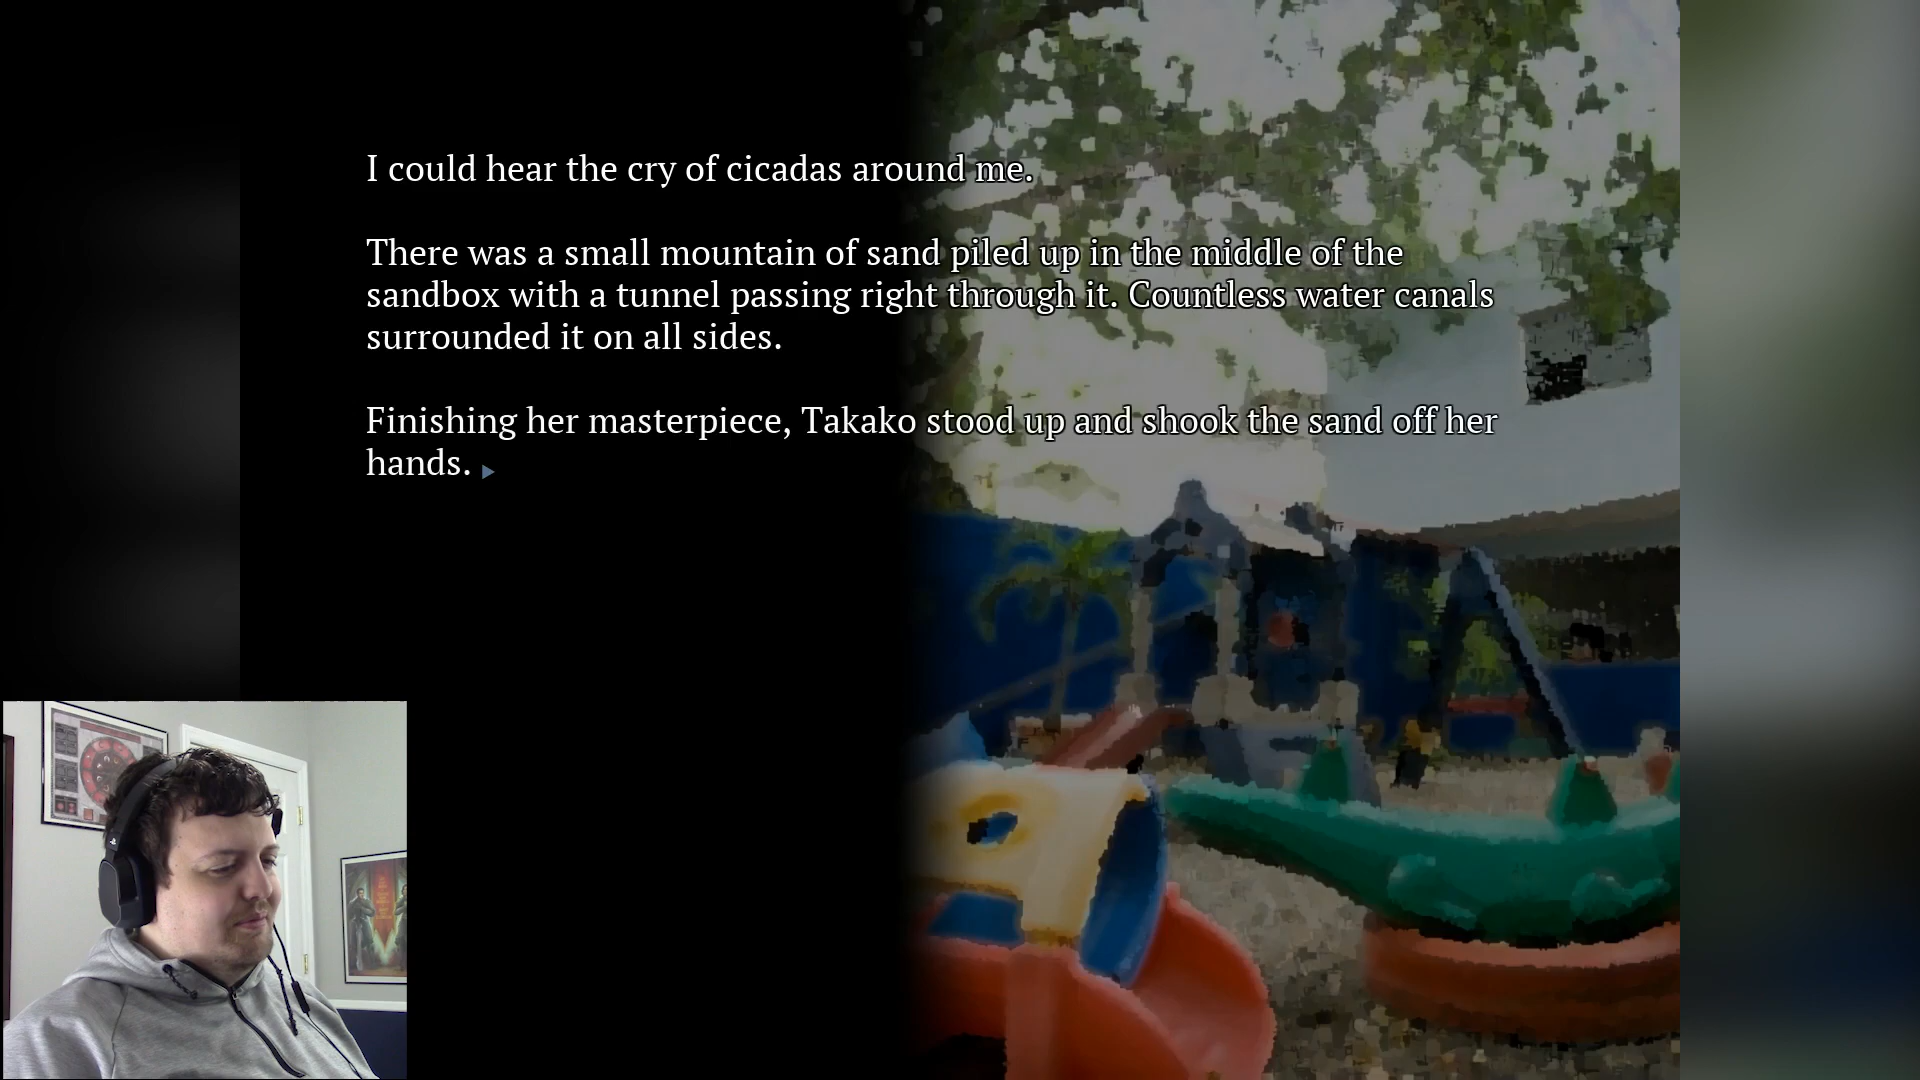 I could hear the cry of cicadas around me.
There was a small mountain of sand piled up in the middle of the
sandbox with a tunnel passing right through it. Countless water canals
surrounded it on all sides.
Finishing her masterpiece, Takako stood up and shook the sand off her
hands.